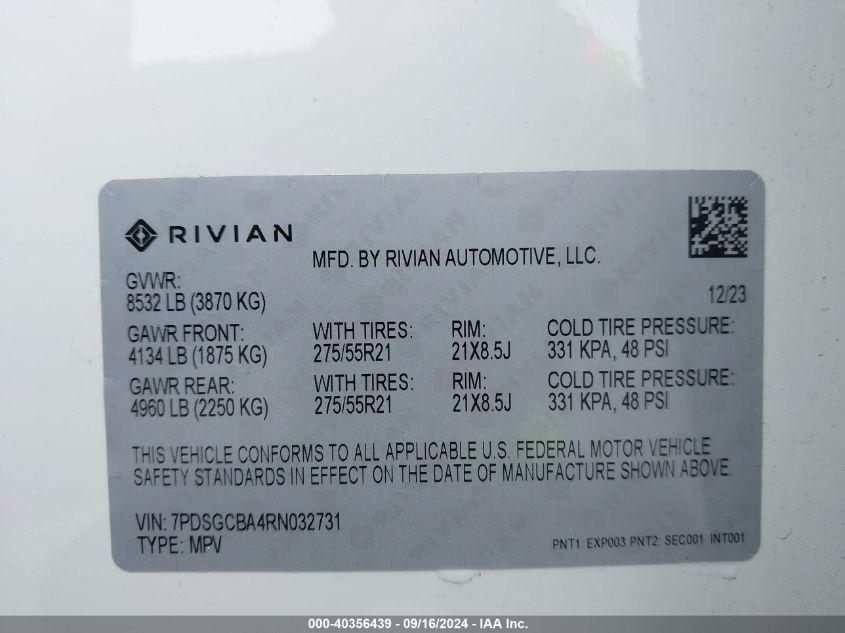 RIVIAN
MFD. BY RIVIAN AUTOMOTIVE, LLC.
GVWR:
8532 LB (3870 KG)
12/23
GAWR FRONT: WITH TIRES: RIM: COLD TIRE PRESSURE:
4134 LB (1875 KG) 275/55R21 21X8.5J 331 KPA, 48 PSI
GAWR REAR: WITH TIRES: RIM: COLD TIRE PRESSURE:
4960 LB (2250 KG) 275/55R21 21X8.5J 331 KPA, 48 PSI
THIS VEHICLE CONFORMS TO ALL APPLICABLE U.S. FEDERAL MOTOR VEHICLE
SAFETY STANDARDS IN EFFECT ON THE DATE OF MANUFACTURE SHOWN ABOVE.
VIN: 7PDSGCBA4RN032731
TYPE: MPV
PNT1: EXP003 PNT2: SEC001 INT001
000-40356439 - 09/16/2024 - IAA Inc.